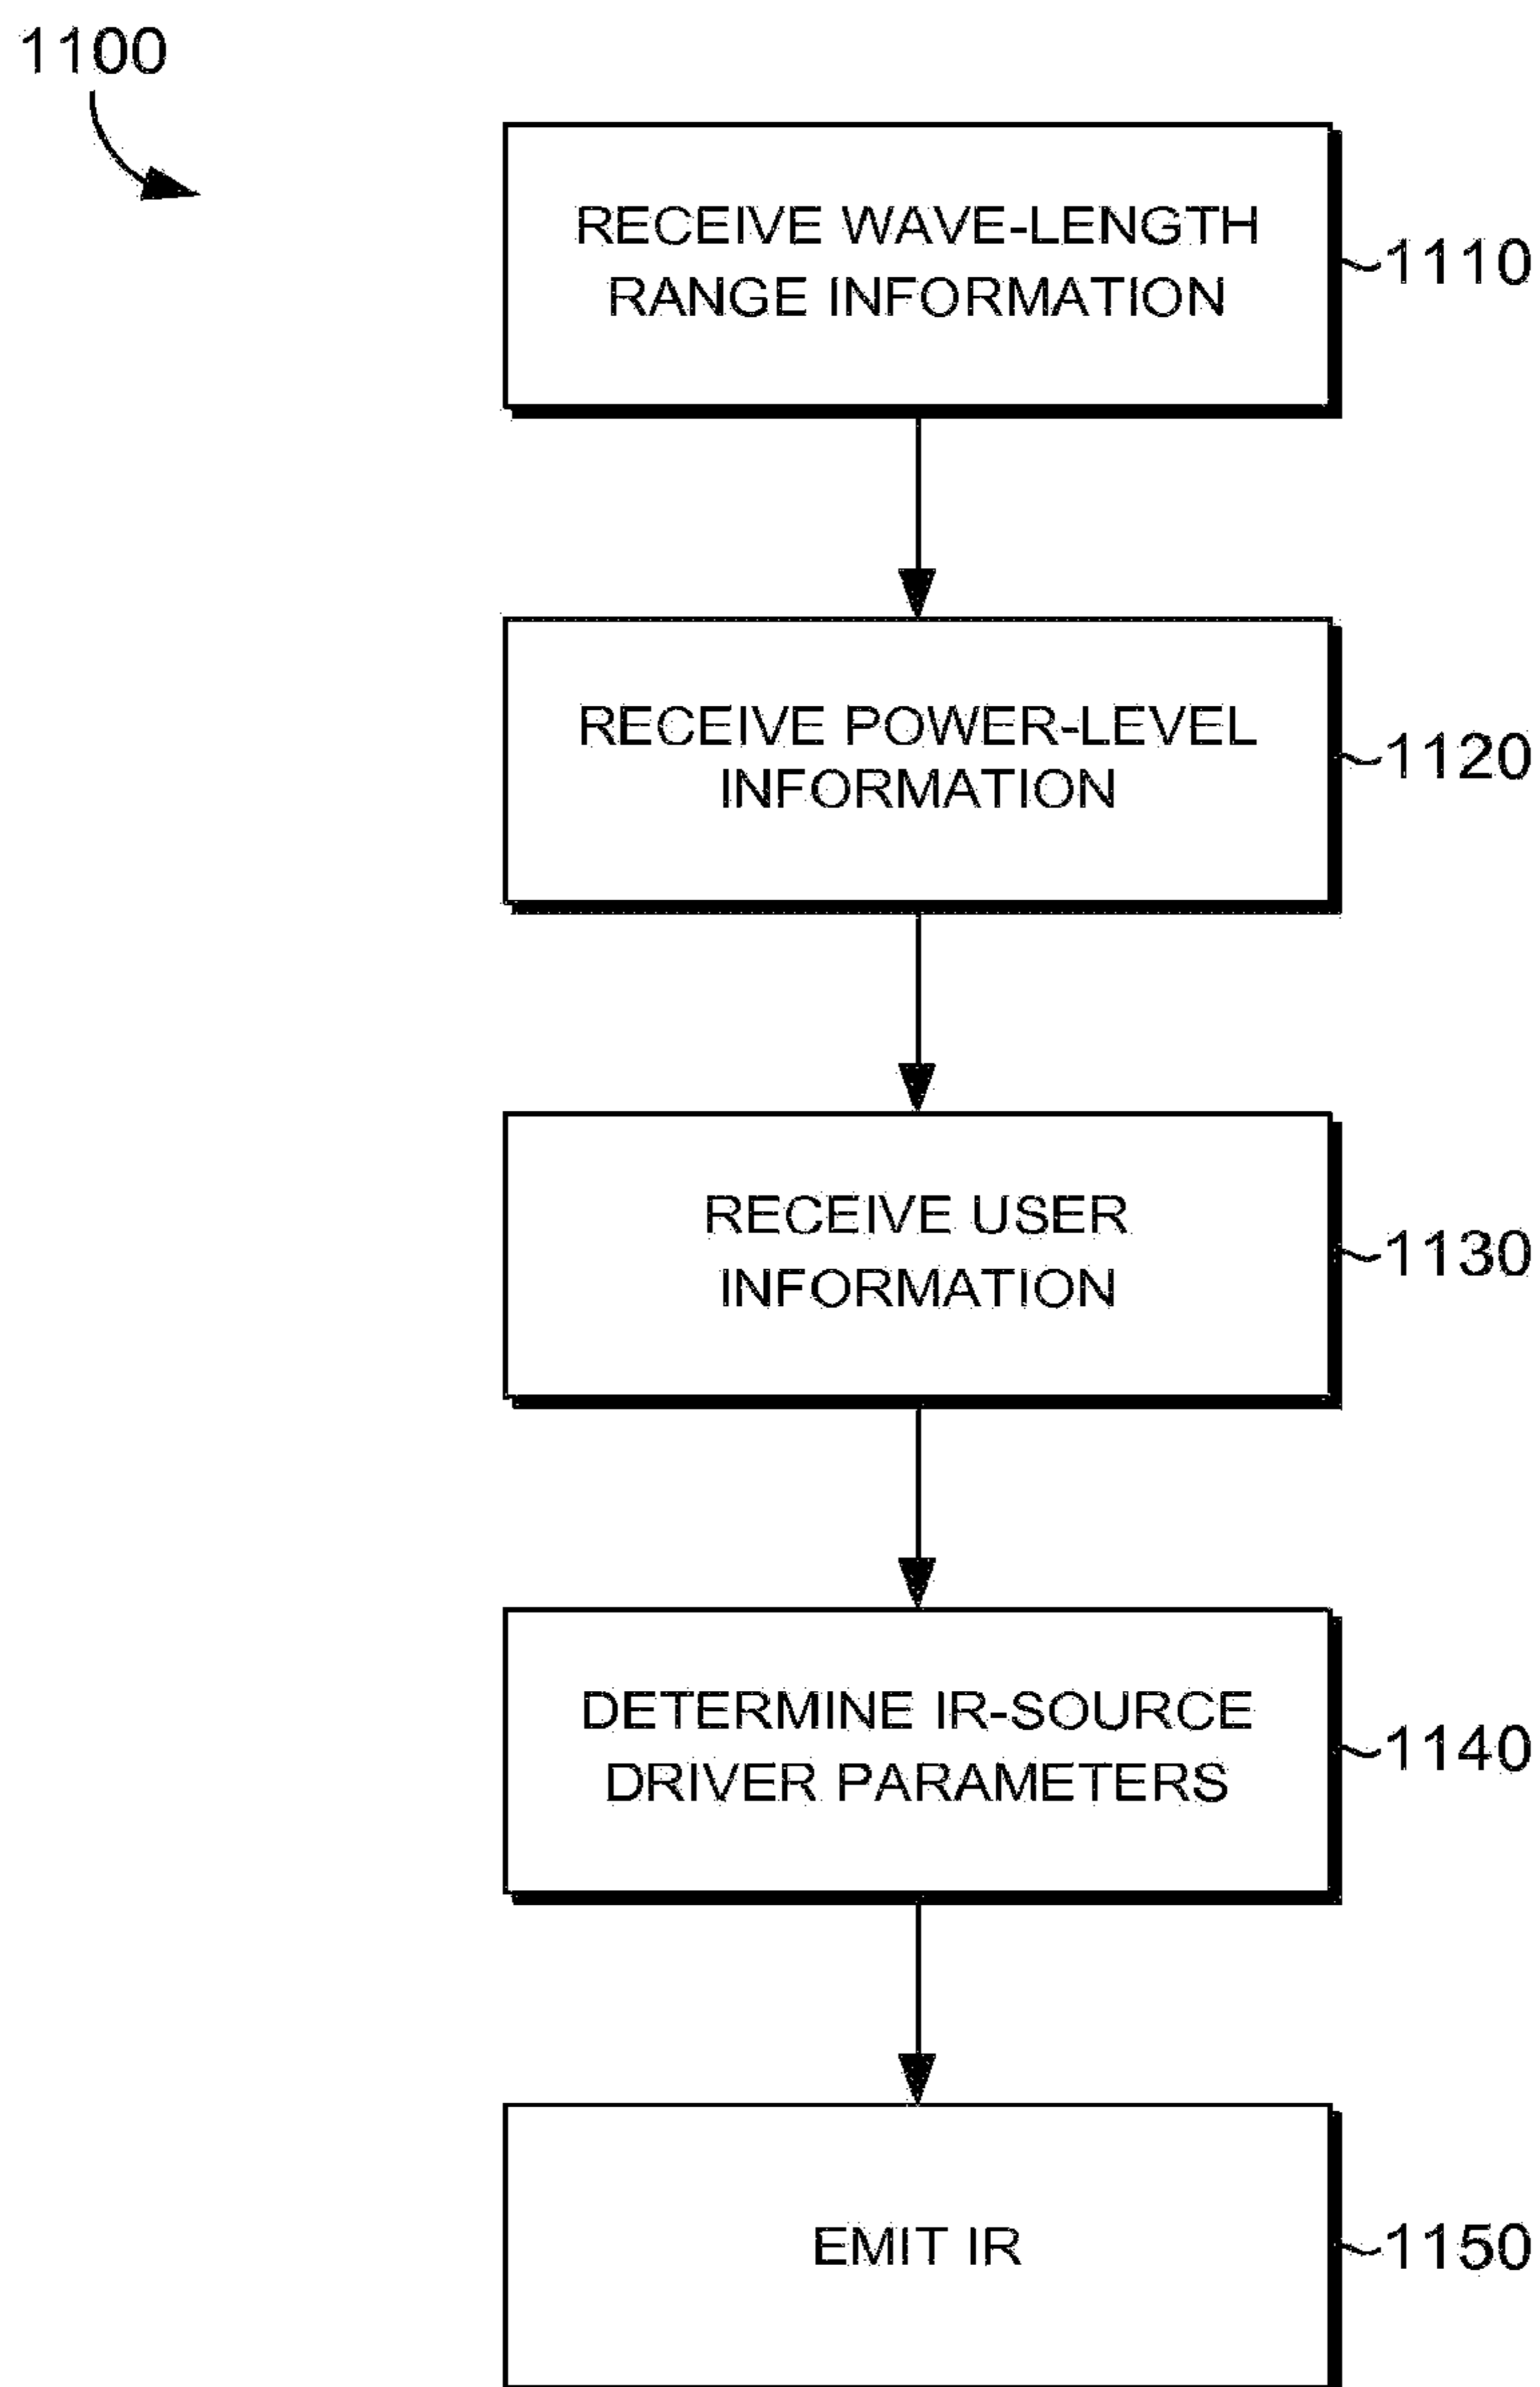 1100
RECEIVE WAVE-LENGTH
RANGE INFORMATION
1110
RECEIVE POWER-LEVEL
INFORMATION
1120
RECEIVE USER
INFORMATION
1130
DETERMINE IR-SOURCE
DRIVER PARAMETERS
1140
EMIT IR
1150